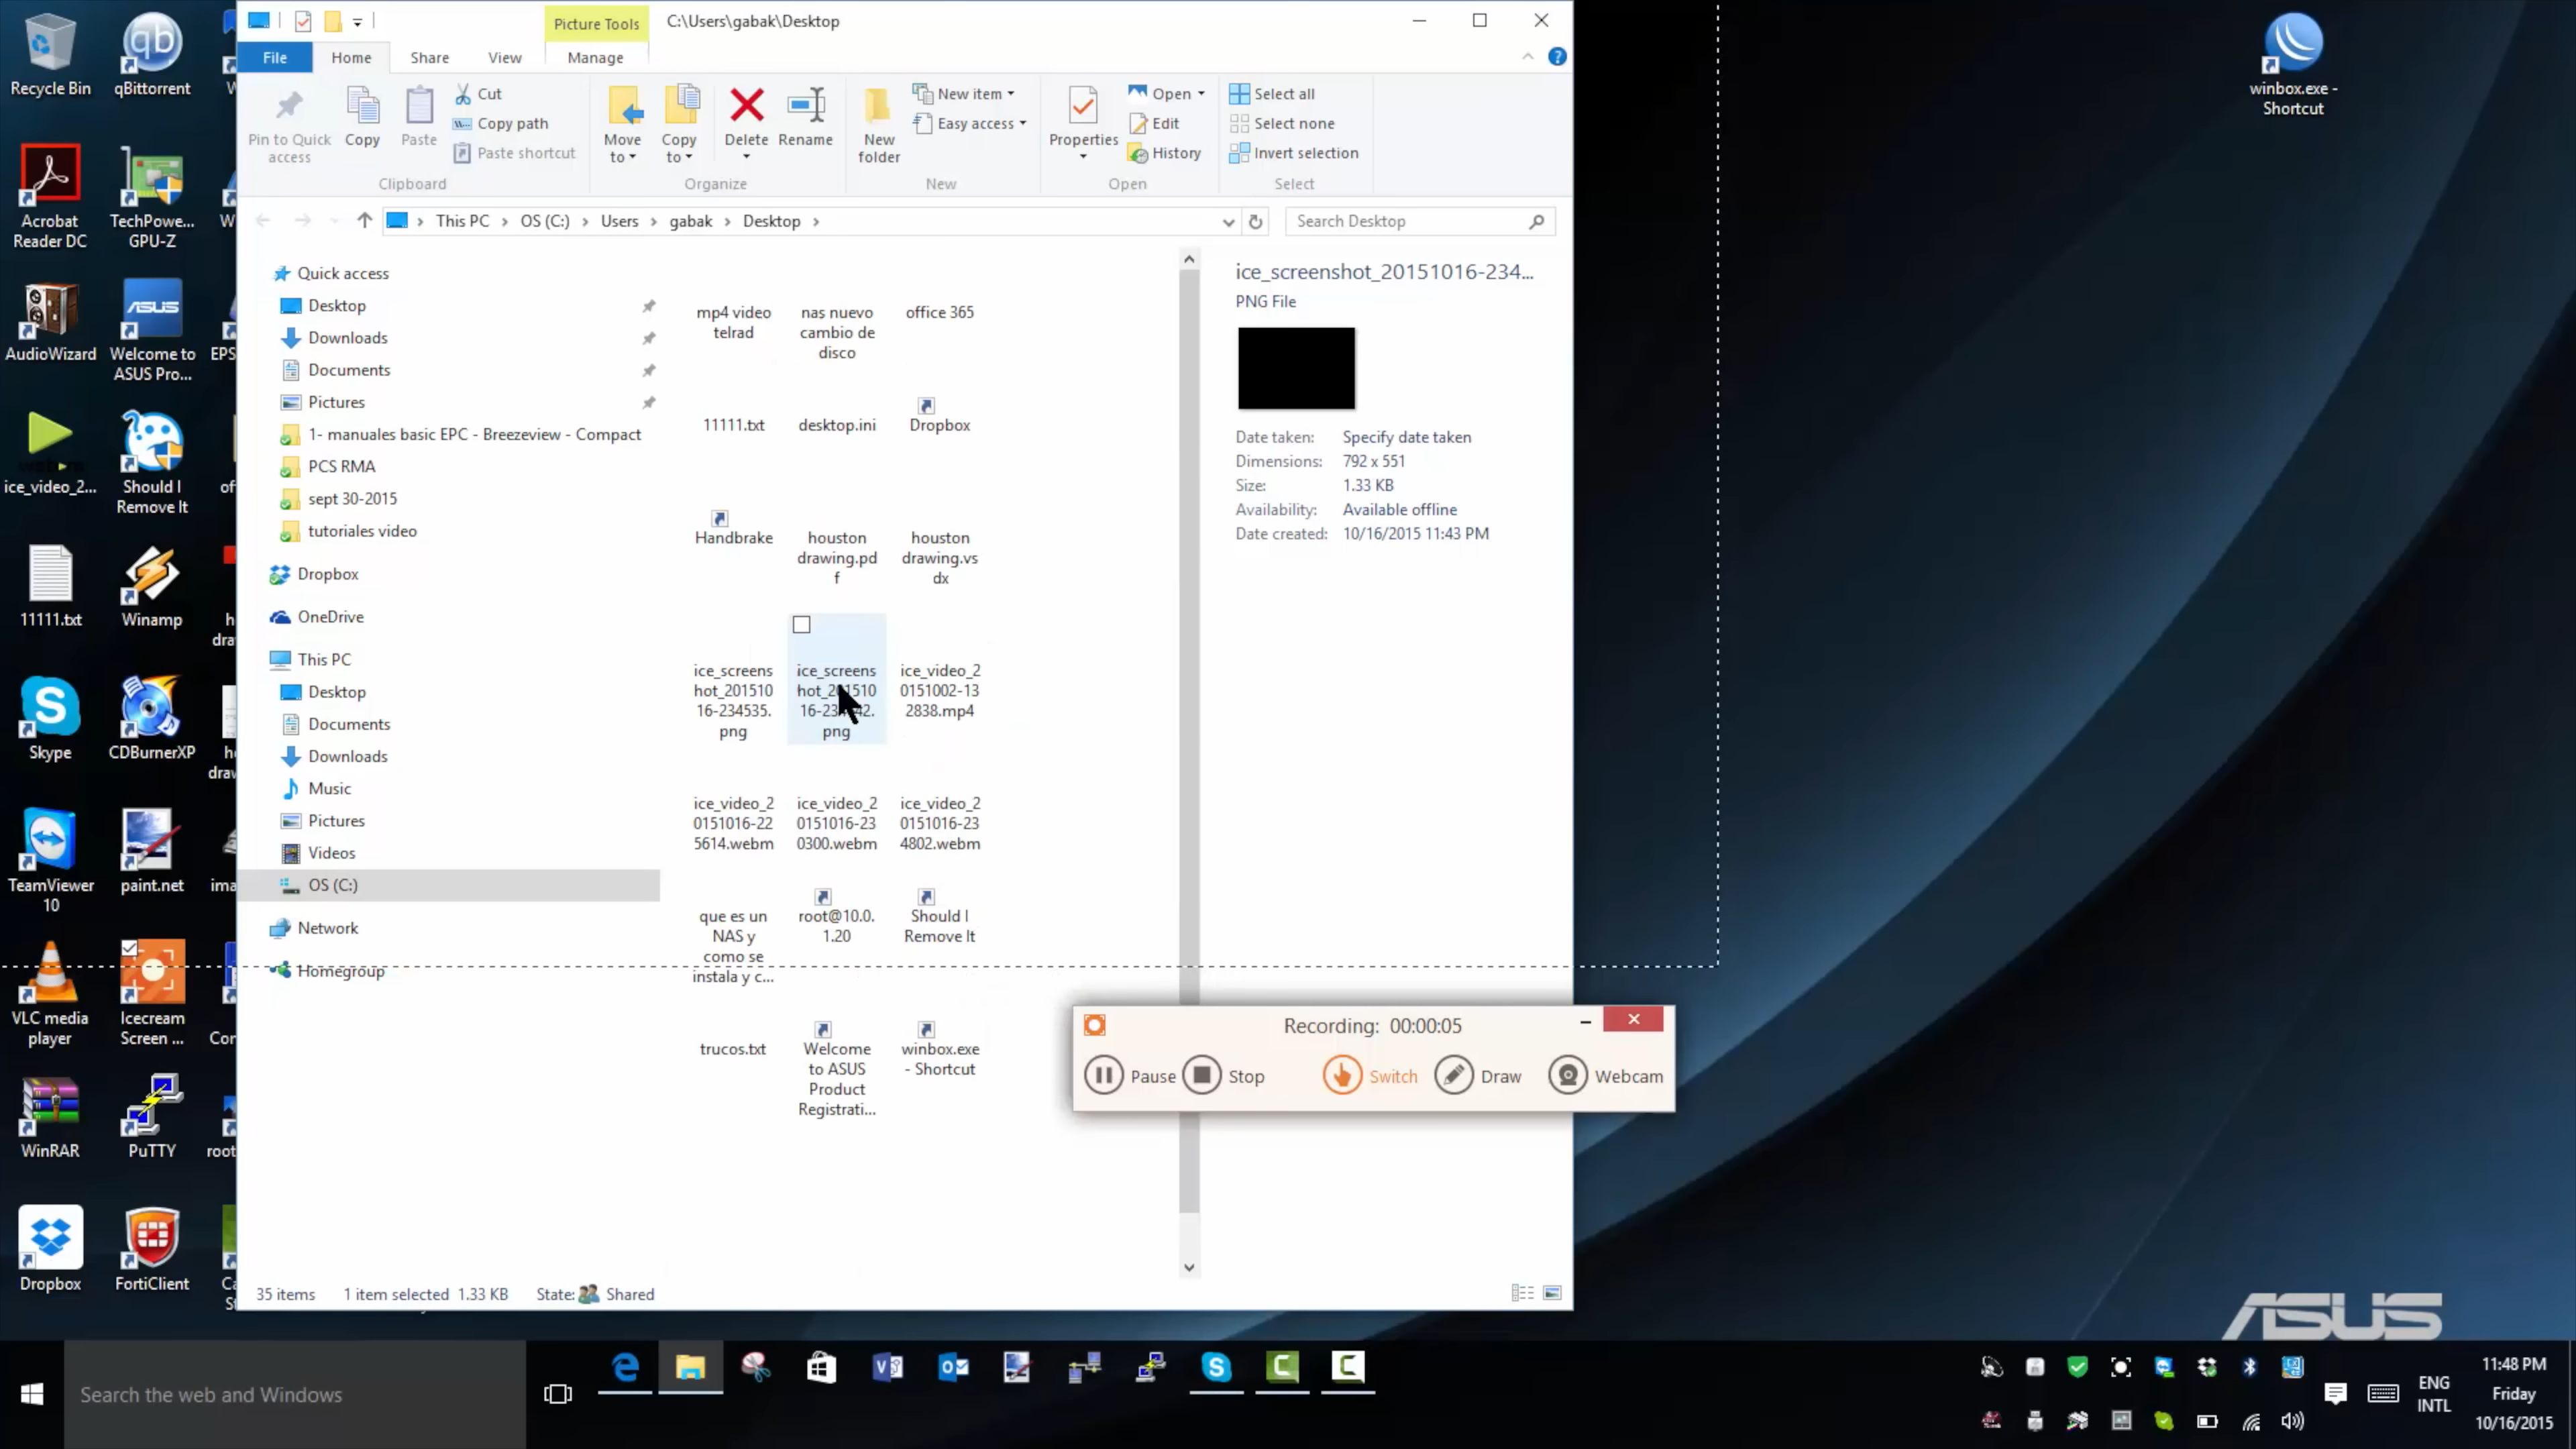 Picture Tools
C:\Users\gabak\Desktop
File
Home
Share
View
Manage
Pin to Quick
access
Copy
Paste
Cut
Copy path
Paste shortcut
Clipboard
Move
to
Copy
to
Delete
Rename
Organize
New
folder
New item
Easy access
New
Properties
Open
Edit
History
Open
Select all
Select none
Invert selection
Select
This PC
OS (C:)
Users
gabak
Desktop
Search Desktop
Quick access
Desktop
Downloads
Documents
Pictures
1- manuales basic EPC - Breezeview - Compact
PCS RMA
sept 30-2015
tutoriales video
Dropbox
OneDrive
This PC
Desktop
Documents
Downloads
Music
Pictures
Videos
OS (C:)
Network
Homegroup
mp4 video
telrad
nas nuevo
cambio de
disco
office 365
11111.txt
desktop.ini
Dropbox
Handbrake
houston
drawing.pd
f
houston
drawing.vs
dx
ice_screens
hot_201510
16-234535.
png
ice_screens
hot_201510
png
ice_video_2
0151002-13
2838.mp4
ice_video_2
0151016-22
5614.webm
ice_video_2
0151016-23
0300.webm
ice_video_2
0151016-23
4802.webm
que es un
NAS y
como se
instala y c...
root@10.0.
1.20
Should I
Remove It
trucos.txt
Welcome
to ASUS
Product
Registrati...
winbox.exe
- Shortcut
ice_screenshot_20151016-234...
PNG File
Date taken: Specify date taken
Dimensions: 792 x 551
Size: 1.33 KB
Availability: Available offline
Date created: 10/16/2015 11:43 PM
35 items
1 item selected 1.33 KB
State: Shared
Recording: 00:00:05
Pause
Stop
Switch
Draw
Webcam
Recycle Bin
qb
qBittorrent
Acrobat
Reader DC
TechPowe...
GPU-Z
AudioWizard
ASUS
Welcome to
ASUS Pro...
EPS
ice_video_2...
Should I
Remove It
of
11111.txt
Winamp
h
dra
Skype
CDBurnerXP
h
drav
TeamViewer
10
paint.net
ima
VLC media
player
Icecream
Screen ...
Cor
WinRAR
PuTTY
root
Dropbox
FortiClient
winbox.exe -
Shortcut
ASUS
Search the web and Windows
ENG
INTL
11:48 PM
Friday
10/16/2015